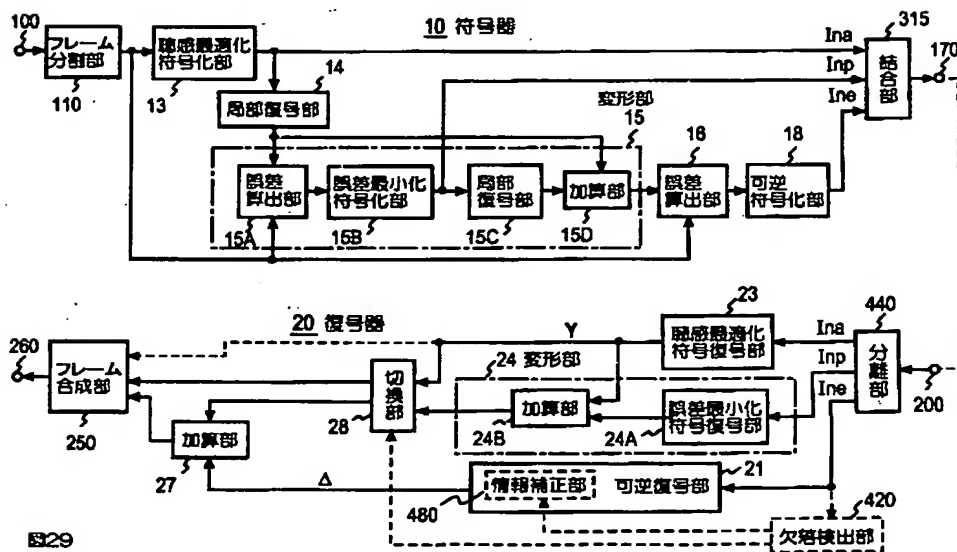 100
フレーム
分割部
110
聴感最適化
符号化部
13
10 符号器
14
局部復号部
Ina
Inp
Ine
315
結合部
170
変形部
15
誤差
算出部
15A
誤差最小化
符号化部
15B
局部
復号部
15C
加算部
15D
16
誤差
算出部
18
可逆
符号化部
20 復号器
260
フレーム
合成部
250
加算部
27
切換部
28
Y
23
聴感最適化
符号復号部
24 変形部
加算部
24B
誤差最小化
符号復号部
24A
Ina
Inp
Ine
440
分離部
200
Δ
21
情報補正部
480
可逆復号部
420
欠落検出部
図29